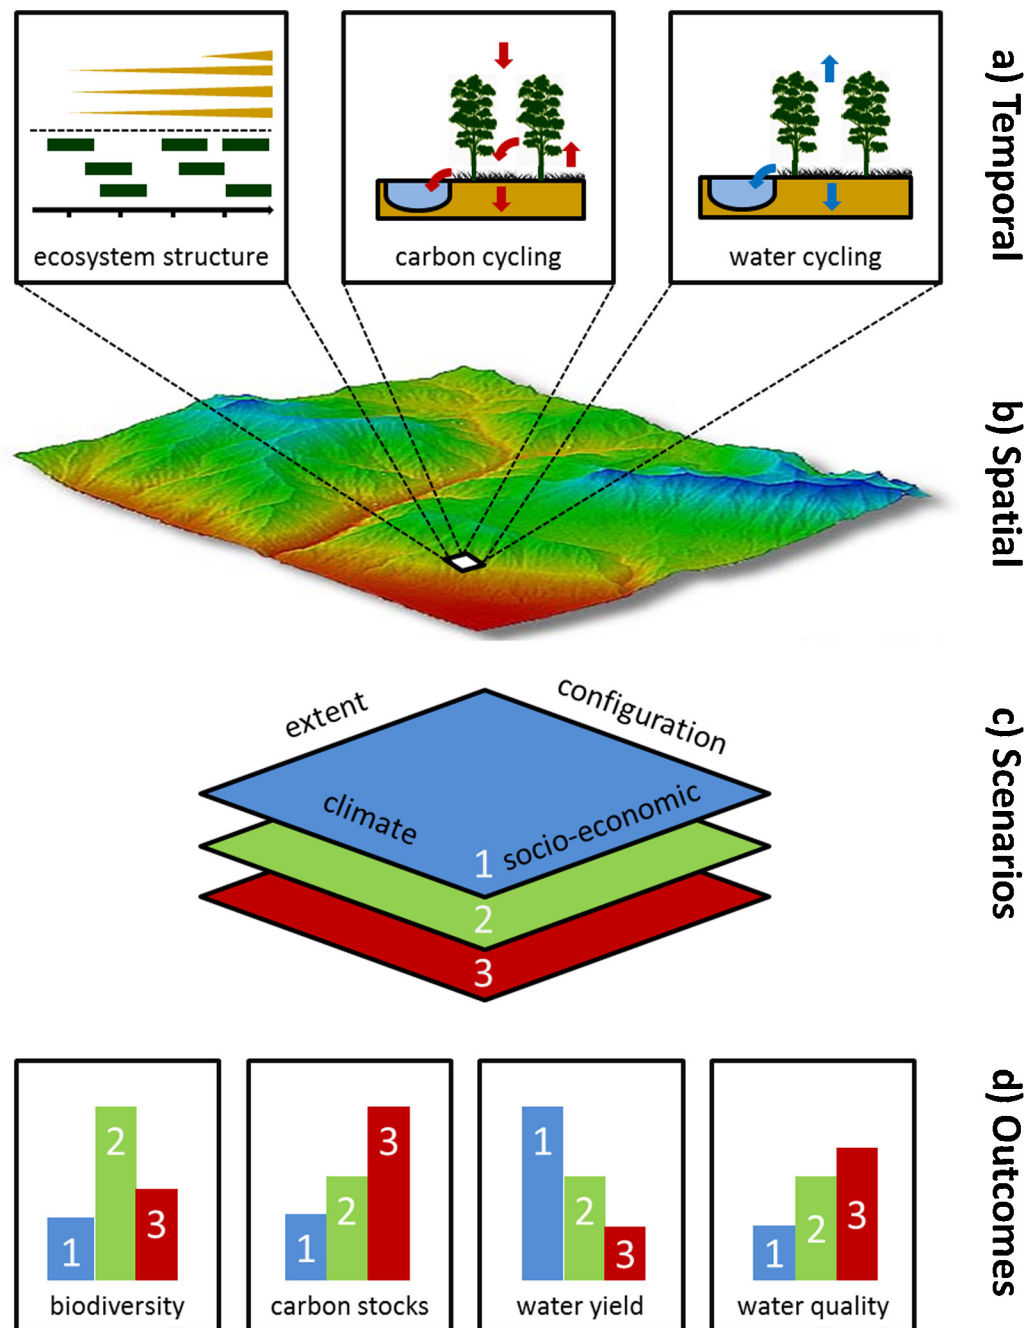 a) Temporal
ecosystem structure
carbon cycling
water cycling
b) Spatial
c) Scenarios
extent
configuration
climate
socio-economic
1
2
3
d) Outcomes
1
2
3
biodiversity
1
2
3
carbon stocks
1
2
3
water yield
1
2
3
water quality